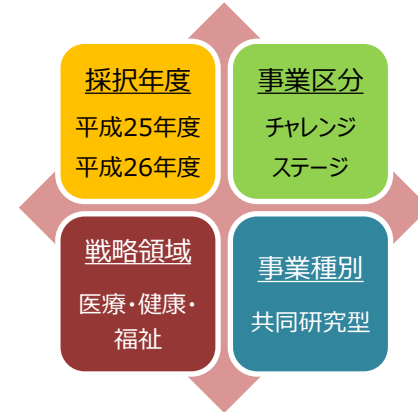 採択年度
平成25年度
平成26年度
事業区分
チャレンジ
ステージ
戦略領域
医療・健康・
福祉
事業種別
共同研究型